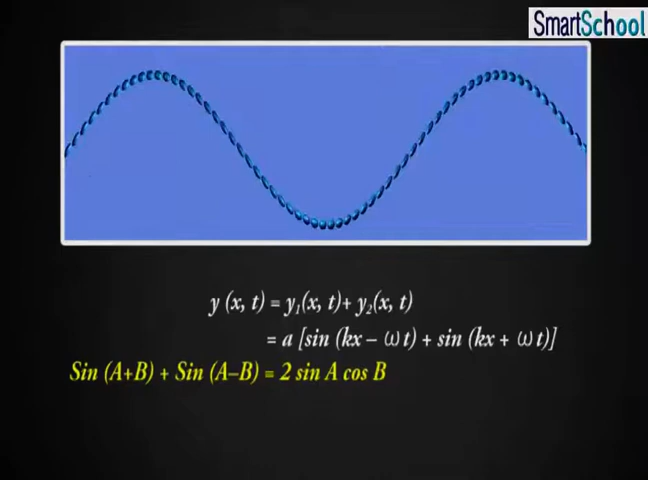 SmartSchool
y (x, t) = y₁(x, t)+ y₂(x, t)
= a [sin (kx – ωt) + sin (kx + ωt)]
Sin (A+B) + Sin (A–B) = 2 sin A cos B